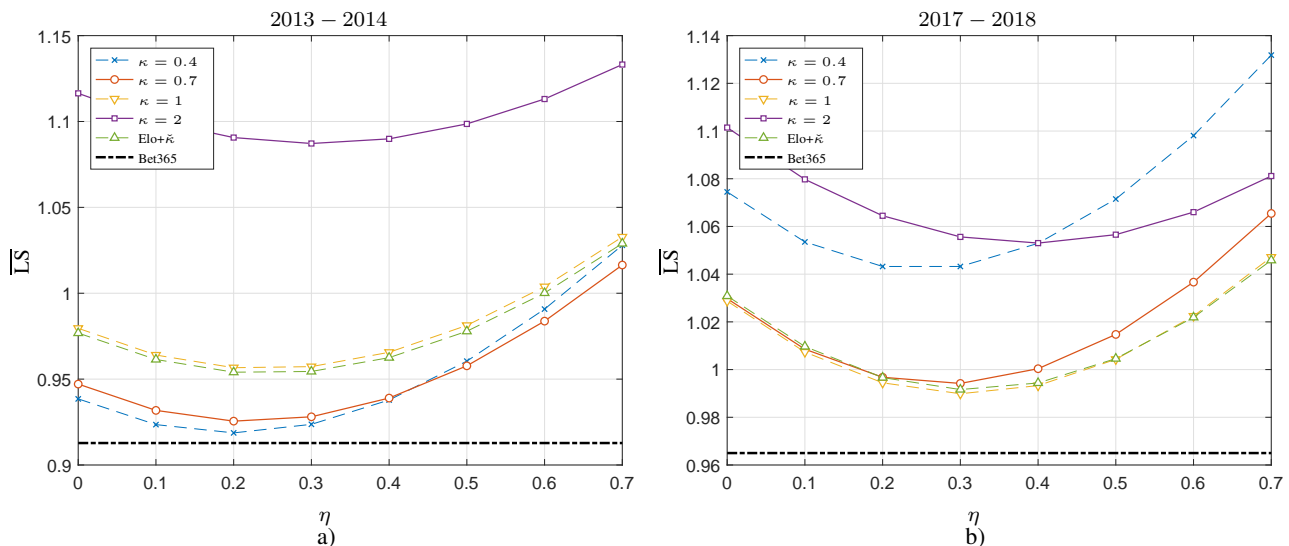 2013 − 2014
1.15
1.1
1.05
1
0.95
0.9
κ = 0.4
κ = 0.7
κ = 1
κ = 2
Elo+κ̆
Bet365
LS
0 0.1 0.2 0.3 0.4 0.5 0.6 0.7
η
a)
2017 − 2018
1.14
1.12
1.1
1.08
1.06
1.04
1.02
1
0.98
0.96
κ = 0.4
κ = 0.7
κ = 1
κ = 2
Elo+κ̆
Bet365
LS
0 0.1 0.2 0.3 0.4 0.5 0.6 0.7
η
b)